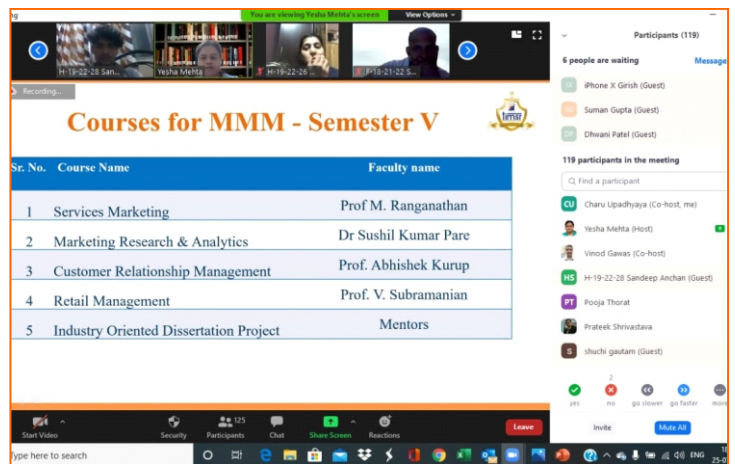 ng
You are viewing Yesha Mehta's screen
View Options
H-19-22-28 San...
Yesha Mehta
H-19-22-26 ...
F-18-21-22 S...
Recording...
Courses for MMM - Semester V
Sr. No. Course Name Faculty name
1 Services Marketing Prof M. Ranganathan
2 Marketing Research & Analytics Dr Sushil Kumar Pare
3 Customer Relationship Management Prof. Abhishek Kurup
4 Retail Management Prof. V. Subramanian
5 Industry Oriented Dissertation Project Mentors
Start Video
Security
Participants
125
Chat
Share Screen
Reactions
Leave
Type here to search
Participants (119)
6 people are waiting Message
IX iPhone X Girish (Guest)
Suman Gupta (Guest)
DP Dhwani Patel (Guest)
119 participants in the meeting
Find a participant
CU Charu Upadhyaya (Co-host, me)
Yesha Mehta (Host)
Vinod Gawas (Co-host)
HS H-19-22-28 Sandeep Anchan (Guest)
PT Pooja Thorat
Prateek Shrivastava
S shuchi gautam (Guest)
2
yes no go slower go faster more
Invite Mute All
ENG